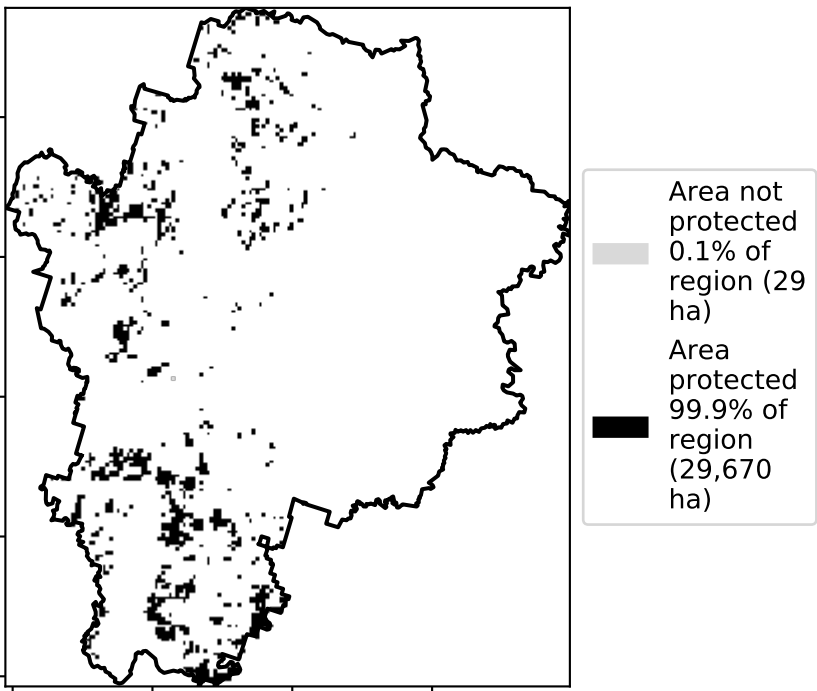 Area not
protected
0.1% of
region (29
ha)
Area
protected
99.9% of
region
(29,670
ha)